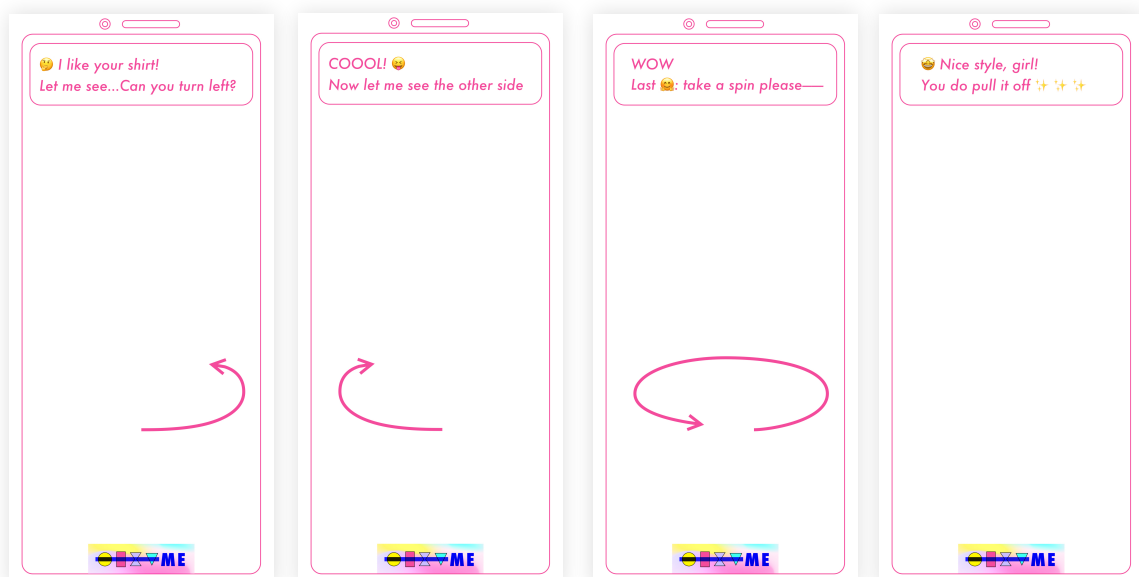 🤔 I like your shirt!
Let me see...Can you turn left?
COOOL! 😝
Now let me see the other side
WOW
Last 🤗: take a spin please——
🤩 Nice style, girl!
You do pull it off ✨ ✨ ✨
ME
ME
ME
ME